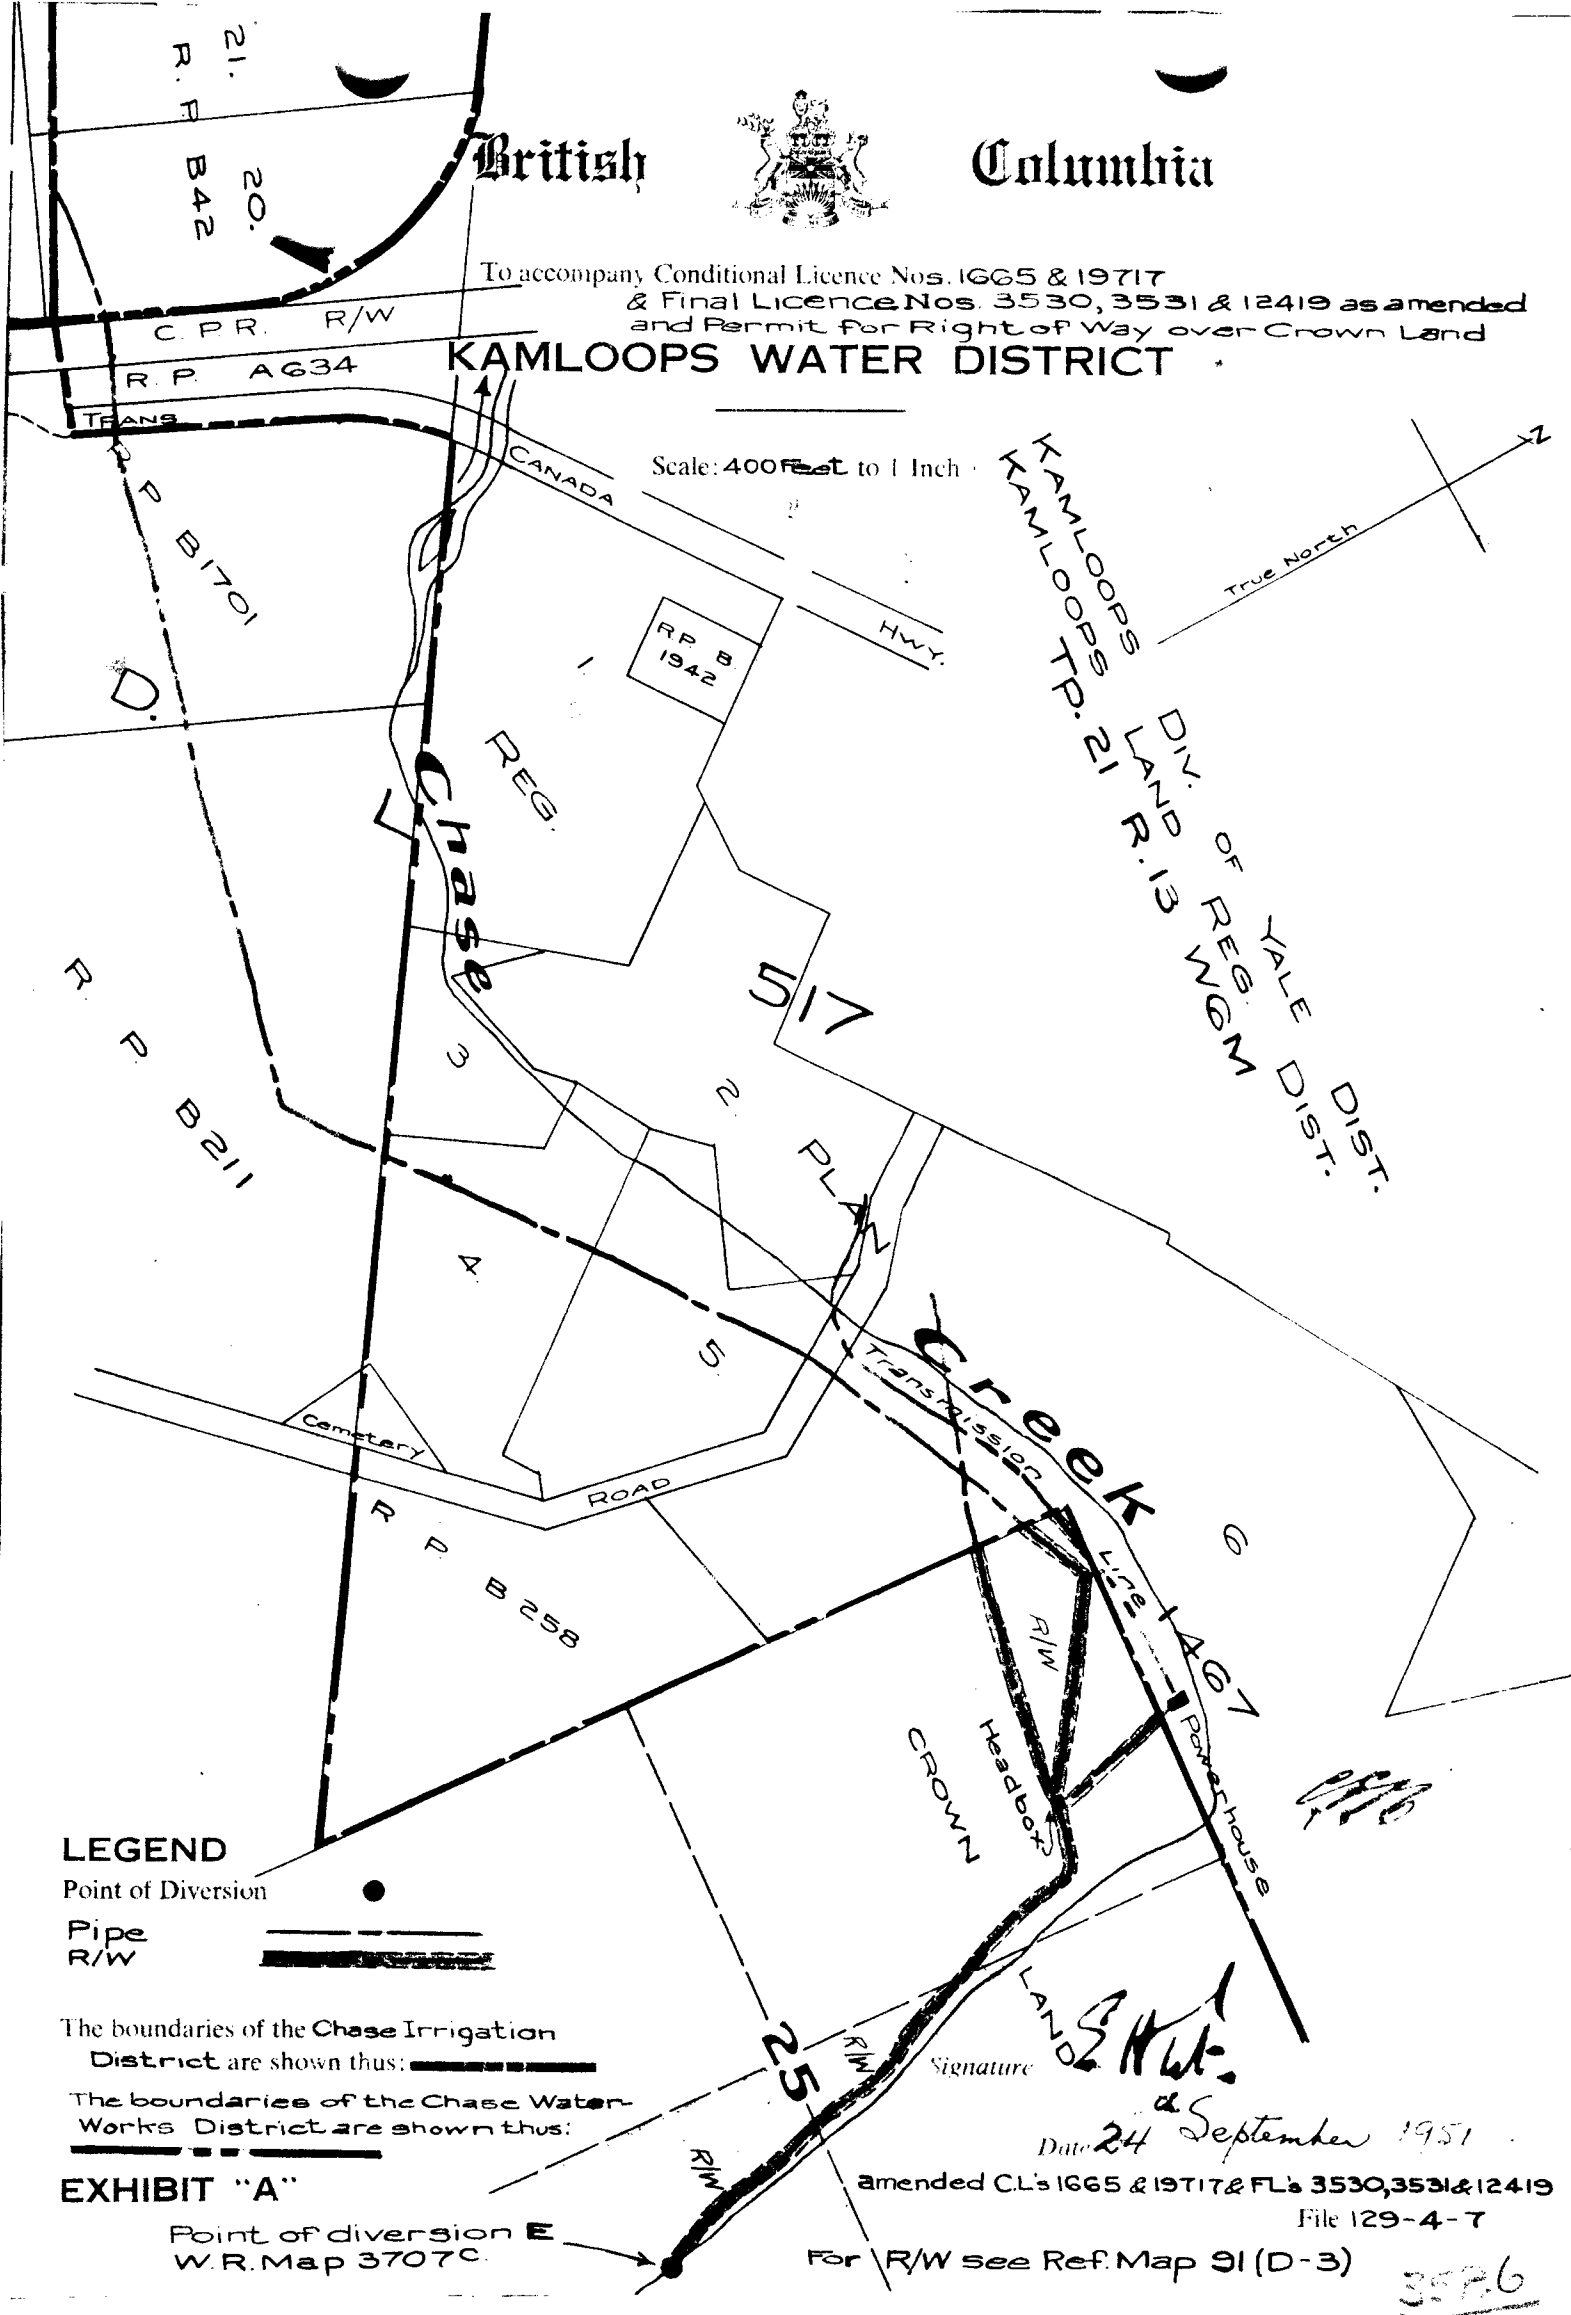 British Columbia
To accompany Conditional Licence Nos. 1665 & 19717
& Final Licence Nos. 3530, 3531 & 12419 as amended
and Permit for Right of Way over Crown Land
KAMLOOPS WATER DISTRICT
Scale: 400 Feet to 1 Inch
21.
R. P. B42
20.
C. P. R. R/W
R. P. A634
TRANS
CANADA
HWY.
R P B1701
True North
N
KAMLOOPS DIV. OF YALE DIST.
KAMLOOPS LAND REG. DIST.
TP. 21 R. 13 W6M
R.P. B.
1942
1
D.
L
REG.
Chase
517
R. P. B211
3
2
PLAN
4
5
Creek
Transmission
Line
Cemetery
ROAD
R P B 258
6
A67
R/W
Headbox
Powerhouse
CROWN
LAND
25
R/W
R/W
LEGEND
Point of Diversion
Pipe
R/W
The boundaries of the Chase Irrigation
District are shown thus:
The boundaries of the Chase Water-
Works District are shown thus:
EXHIBIT "A"
Point of diversion E
W.R. Map 3707C.
Signature
Date 24th September 1951
amended C.L's 1665 & 19717 & F.L's 3530, 3531 & 12419
File 129-4-7
For R/W see Ref. Map 91 (D-3)